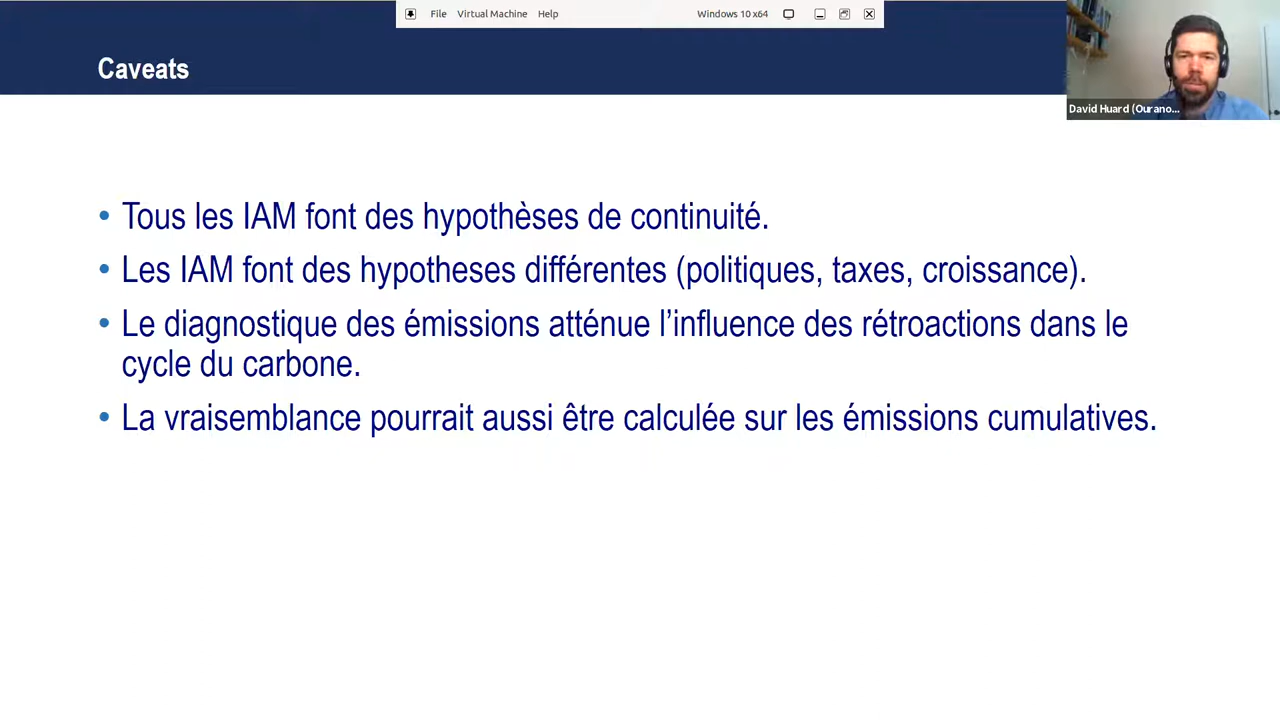 File Virtual Machine Help Windows 10 x64
Caveats
David Huard (Ourano...
• Tous les IAM font des hypothèses de continuité.
• Les IAM font des hypotheses différentes (politiques, taxes, croissance).
• Le diagnostique des émissions atténue l’influence des rétroactions dans le
cycle du carbone.
• La vraisemblance pourrait aussi être calculée sur les émissions cumulatives.